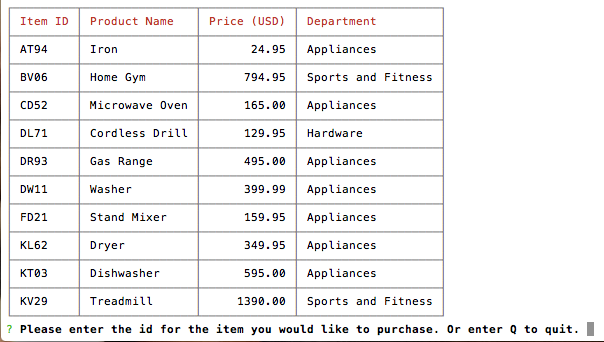 Item ID Product Name Price (USD) Department
AT94 Iron 24.95 Appliances
BV06 Home Gym 794.95 Sports and Fitness
CD52 Microwave Oven 165.00 Appliances
DL71 Cordless Drill 129.95 Hardware
DR93 Gas Range 495.00 Appliances
DW11 Washer 399.99 Appliances
FD21 Stand Mixer 159.95 Appliances
KL62 Dryer 349.95 Appliances
KT03 Dishwasher 595.00 Appliances
KV29 Treadmill 1390.00 Sports and Fitness
? Please enter the id for the item you would like to purchase. Or enter Q to quit.